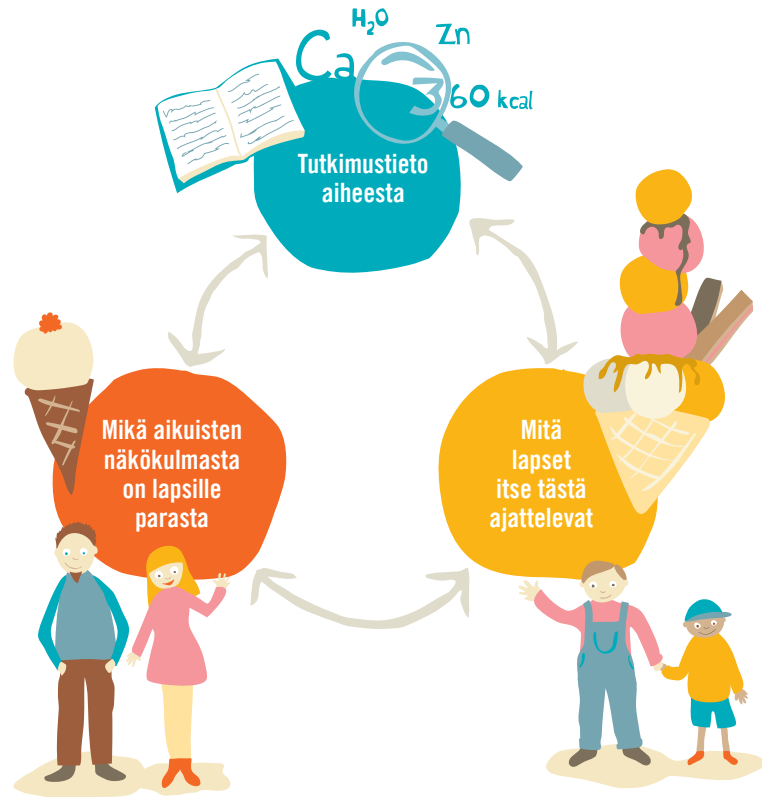 H₂O
Ca
Zn
360 kcal
Tutkimustieto
aiheesta
Mikä aikuisten
näkökulmasta
on lapsille
parasta
Mitä
lapset
itse tästä
ajattelevat